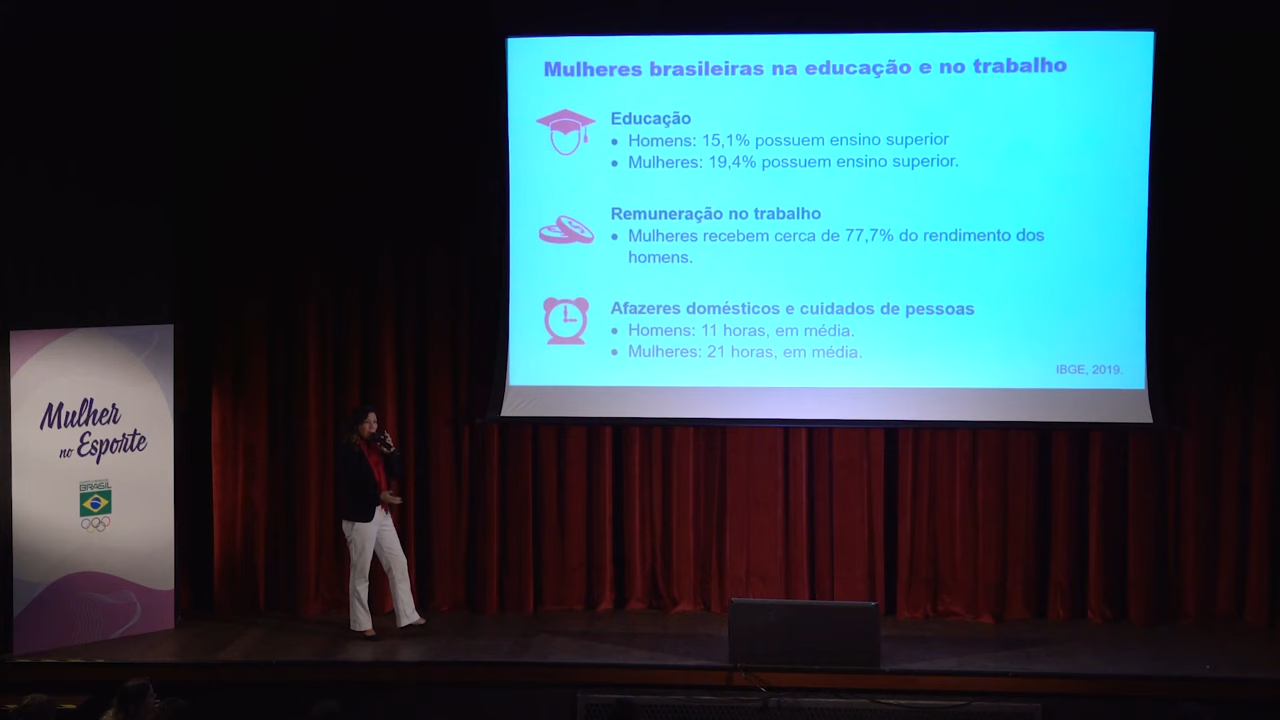 Mulheres brasileiras na educação e no trabalho
Educação
• Homens: 15,1% possuem ensino superior
• Mulheres: 19,4% possuem ensino superior.
Remuneração no trabalho
• Mulheres recebem cerca de 77,7% do rendimento dos
homens.
Afazeres domésticos e cuidados de pessoas
• Homens: 11 horas, em média.
• Mulheres: 21 horas, em média.
IBGE, 2019.
Mulher
no Esporte
BRASIL